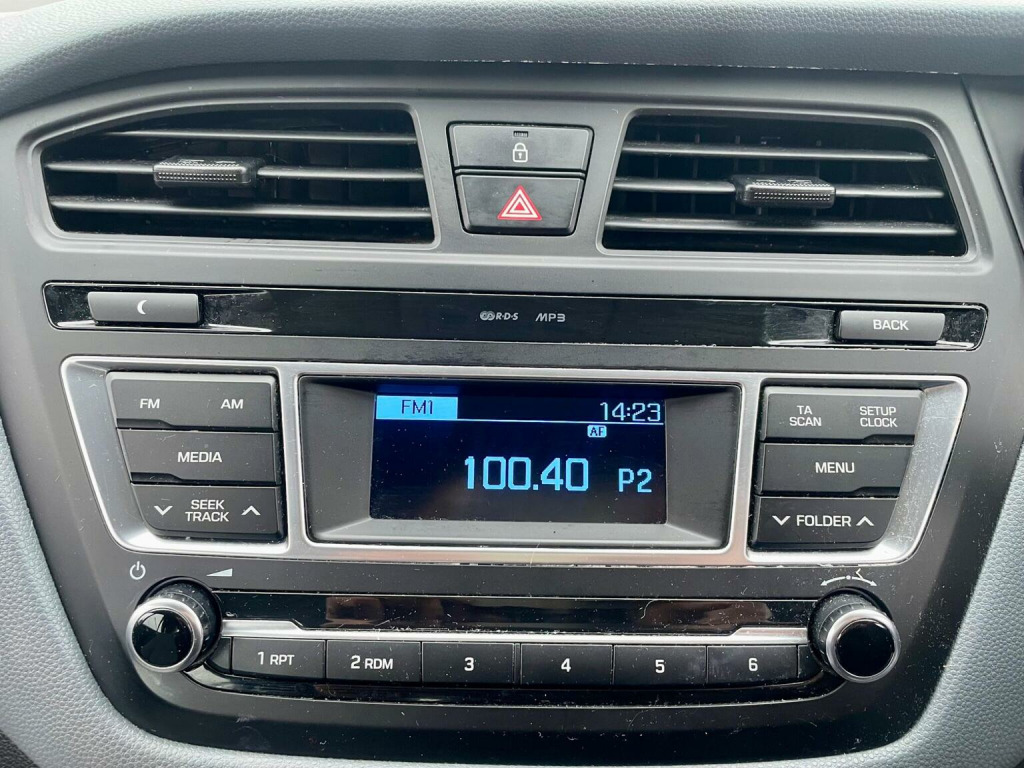 R·D·S MP3
BACK
FM AM
MEDIA
SEEK
TRACK
FM1 14:23
AF
100.40 P2
TA
SCAN
SETUP
CLOCK
MENU
FOLDER
1 RPT 2 RDM 3 4 5 6